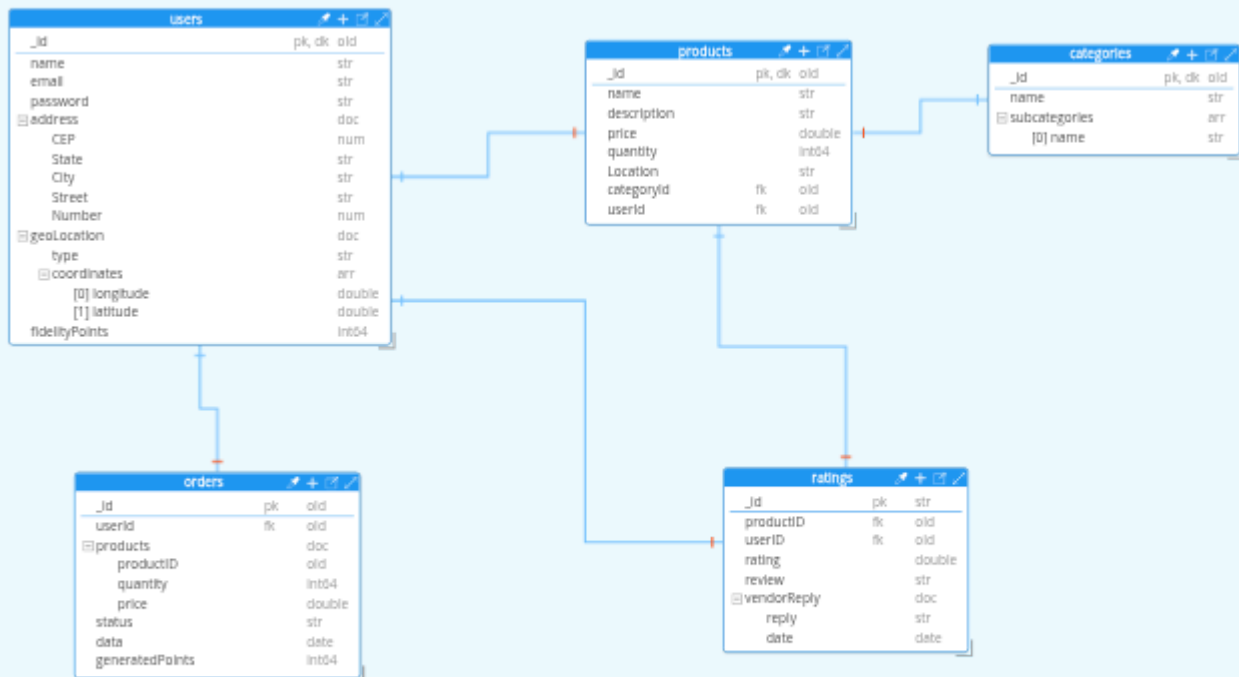 users
_id pk, dk oId
name str
email str
password str
address doc
CEP num
State str
City str
Street str
Number num
geoLocation doc
type str
coordinates arr
[0] longitude double
[1] latitude double
fidelityPoints int64
products
_id pk, dk oId
name str
description str
price double
quantity int64
Location str
categoryId fk oId
userId fk oId
categories
_id pk, dk oId
name str
subcategories arr
[0] name str
orders
_id pk oId
userId fk oId
products doc
productID oId
quantity int64
price double
status str
data date
generatedPoints int64
ratings
_id pk str
productID fk oId
userID fk oId
rating double
review str
vendorReply doc
reply str
date date